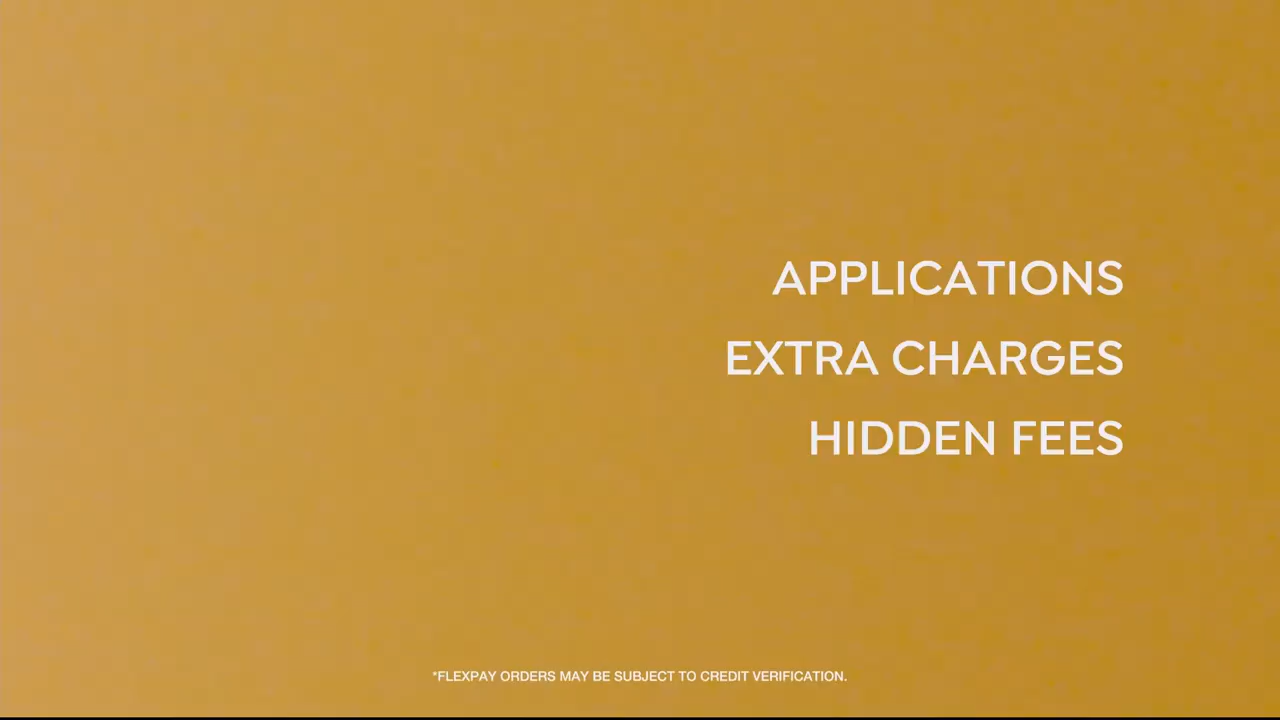 APPLICATIONS
EXTRA CHARGES
HIDDEN FEES
*FLEXPAY ORDERS MAY BE SUBJECT TO CREDIT VERIFICATION.